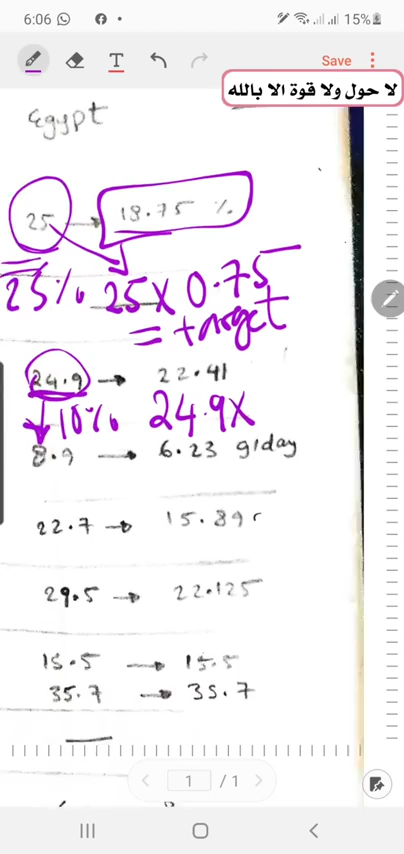 6:06 15%
T Save
لا حول ولا قوة الا بالله
Egypt
25 → 18.75 %
25% 25 X 0.75
= target
24.9 → 22.41
↓10% 24.9X
8.9 → 6.23 g/day
22.7 → 15.89
29.5 → 22.125
15.5 → 15.5
35.7 → 35.7
1 / 1